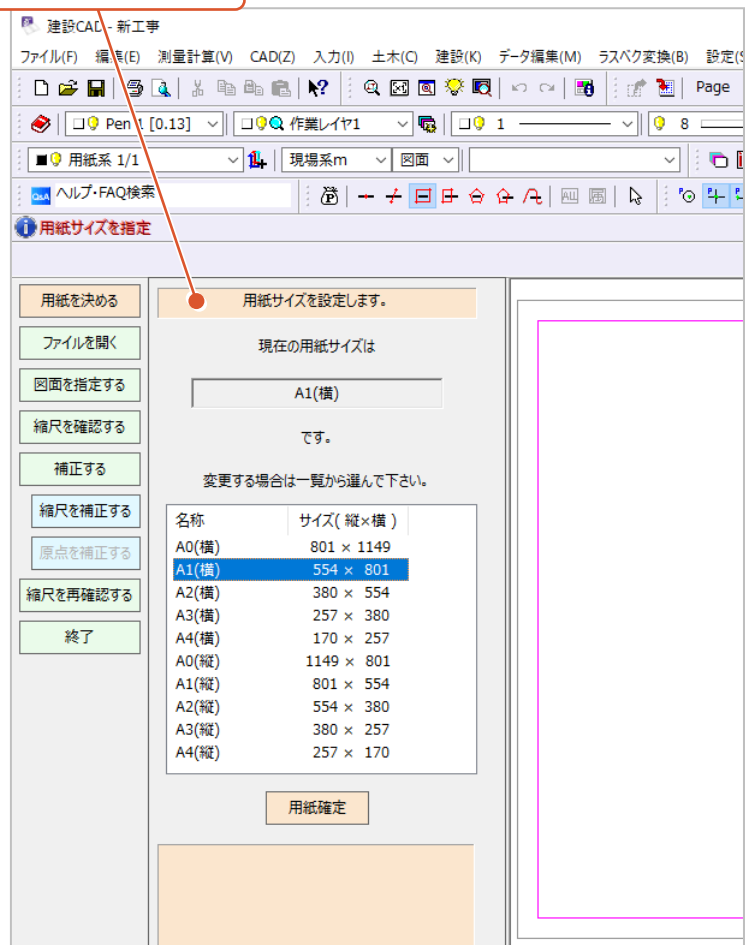 建設CAD - 新工事
ファイル(F) 編集(E) 測量計算(V) CAD(Z) 入力(I) 土木(C) 建設(K) データ編集(M) ラスベク変換(B) 設定(S
Page
Pen 1 [0.13] 作業レイヤ1 1 8
用紙系 1/1 現場系m 図面
Q&A ヘルプ・FAQ検索 ALL
用紙サイズを指定
用紙を決める
ファイルを開く
図面を指定する
縮尺を確認する
補正する
縮尺を補正する
原点を補正する
縮尺を再確認する
終了
用紙サイズを設定します。
現在の用紙サイズは
A1(横)
です。
変更する場合は一覧から選んで下さい。
名称 サイズ( 縦×横 )
A0(横) 801 × 1149
A1(横) 554 × 801
A2(横) 380 × 554
A3(横) 257 × 380
A4(横) 170 × 257
A0(縦) 1149 × 801
A1(縦) 801 × 554
A2(縦) 554 × 380
A3(縦) 380 × 257
A4(縦) 257 × 170
用紙確定